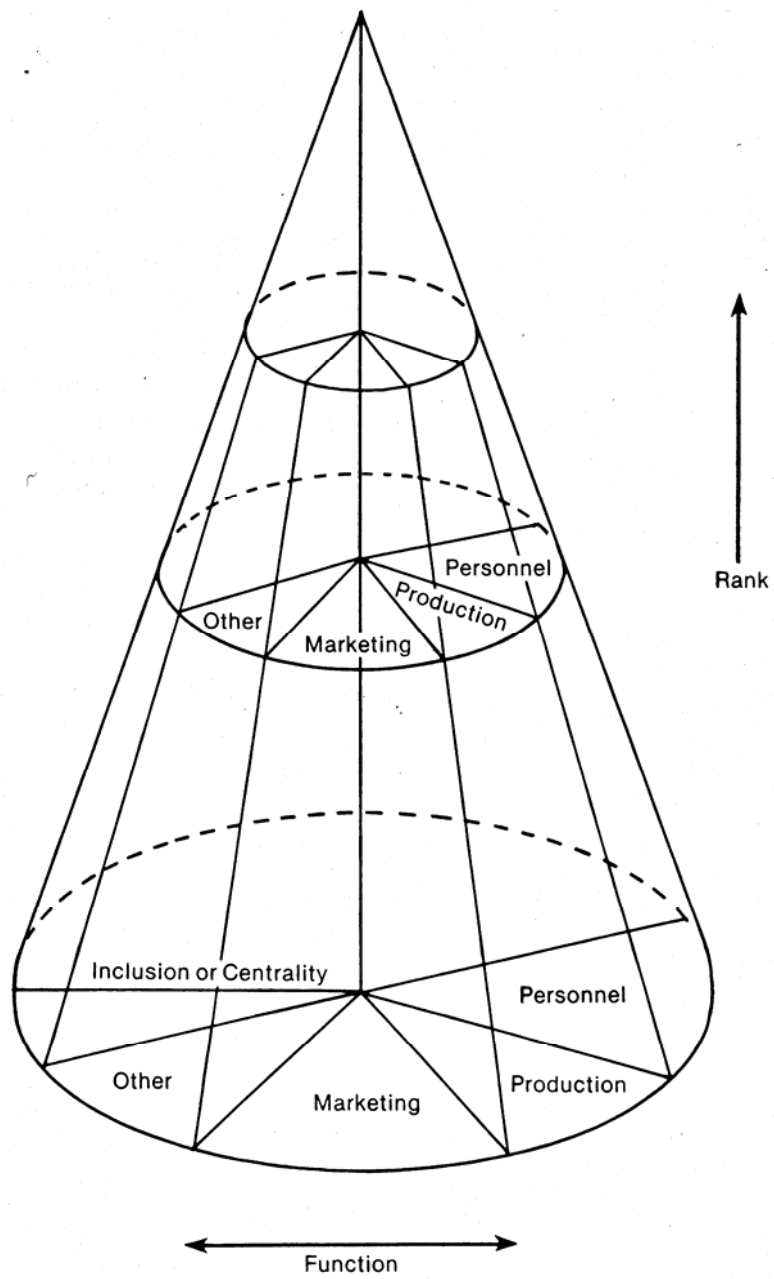 Rank
Personnel
Production
Other
Marketing
Inclusion or Centrality
Personnel
Other
Production
Marketing
Function